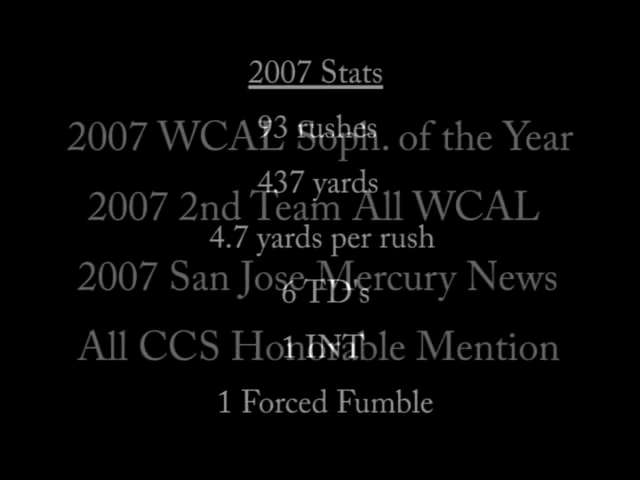 2007 Stats
93 rushes
2007 WCAL Soph. of the Year
437 yards
2007 2nd Team All WCAL
4.7 yards per rush
2007 San Jose Mercury News
6 TD's
All CCS Honorable Mention
1 INT
1 Forced Fumble